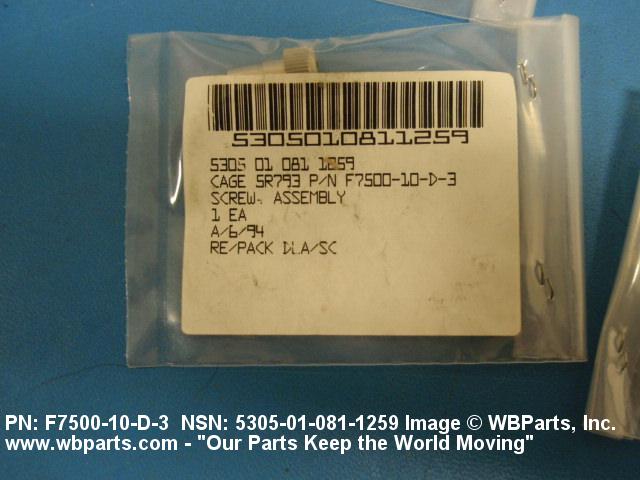 5305010811259
5305 01 081 1259
CAGE 5R793 P/N F7500-10-D-3
SCREW, ASSEMBLY
1 EA
A/6/94
RE/PACK DLA/SC
PN: F7500-10-D-3 NSN: 5305-01-081-1259 Image © WBParts, Inc.
www.wbparts.com - "Our Parts Keep the World Moving"